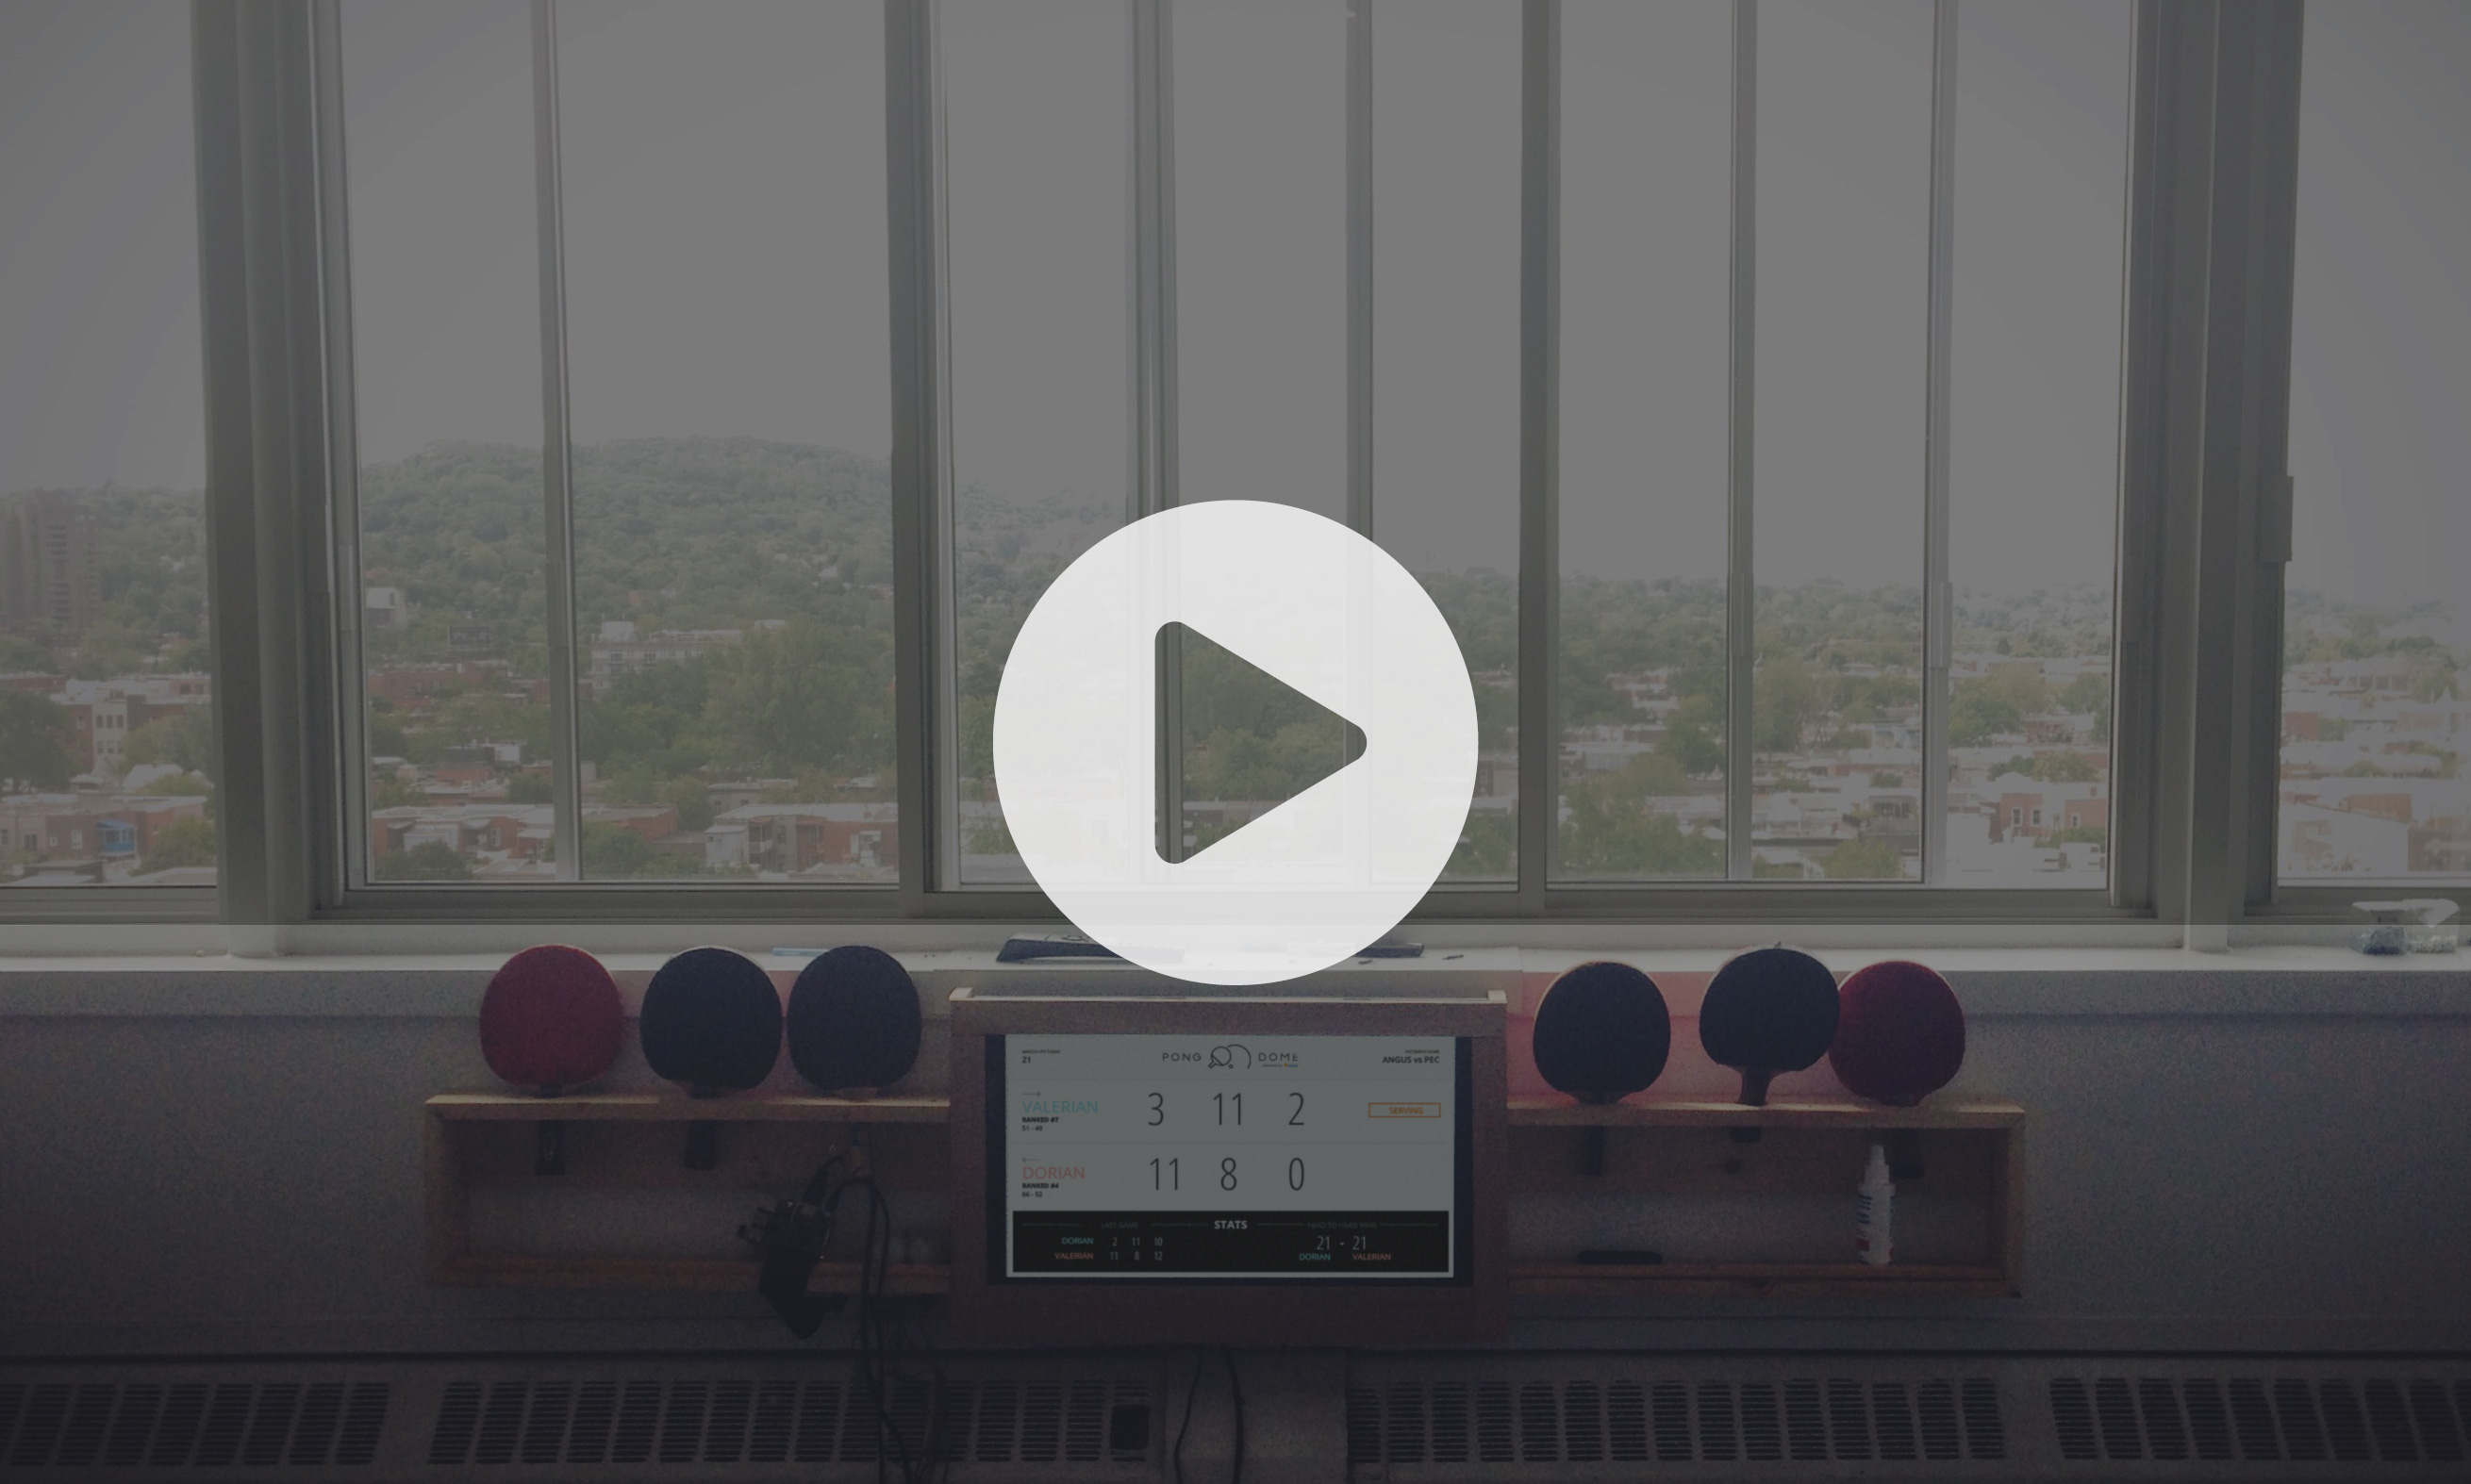 21
PONG DOME
ANGUS vs PEC
VALERIAN 3 11 2 SERVING
RANKED #7
51 - 49
DORIAN 11 8 0
RANKED #4
66 - 52
LAST GAME STATS HEAD TO HEAD WINS
DORIAN 2 11 10
VALERIAN 11 8 12
21 - 21
DORIAN VALERIAN